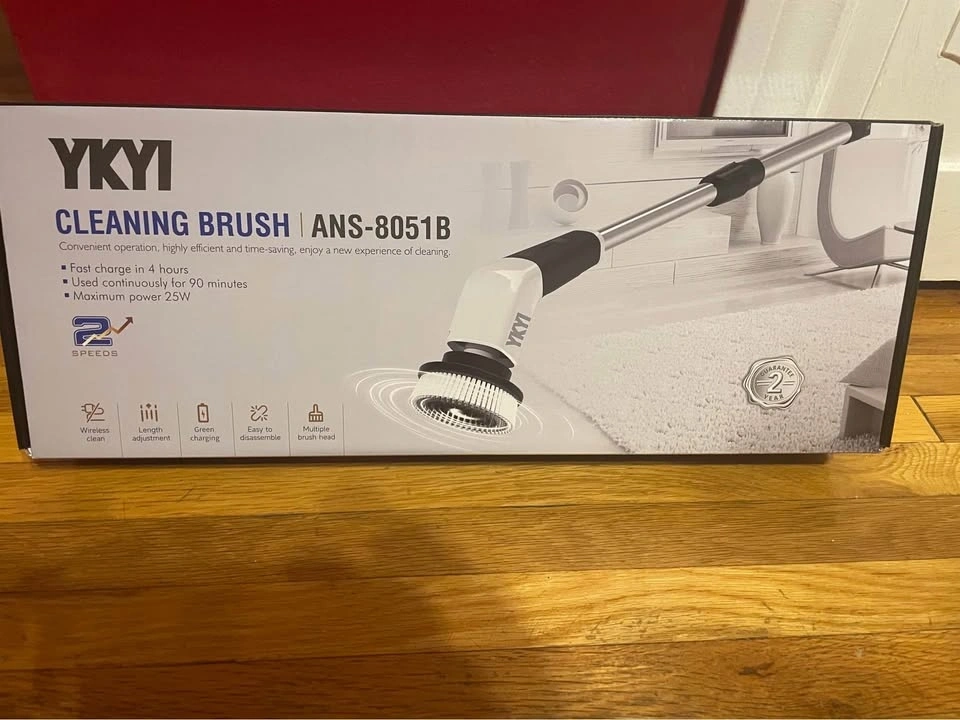 YKYI
CLEANING BRUSH | ANS-8051B
Convenient operation, highly efficient and time-saving, enjoy a new experience of cleaning.
▪ Fast charge in 4 hours
▪ Used continuously for 90 minutes
▪ Maximum power 25W
2
SPEEDS
Wireless
clean
Length
adjustment
Green
charging
Easy to
disassemble
Multiple
brush head
YKYI
GUARANTEE
2
YEAR